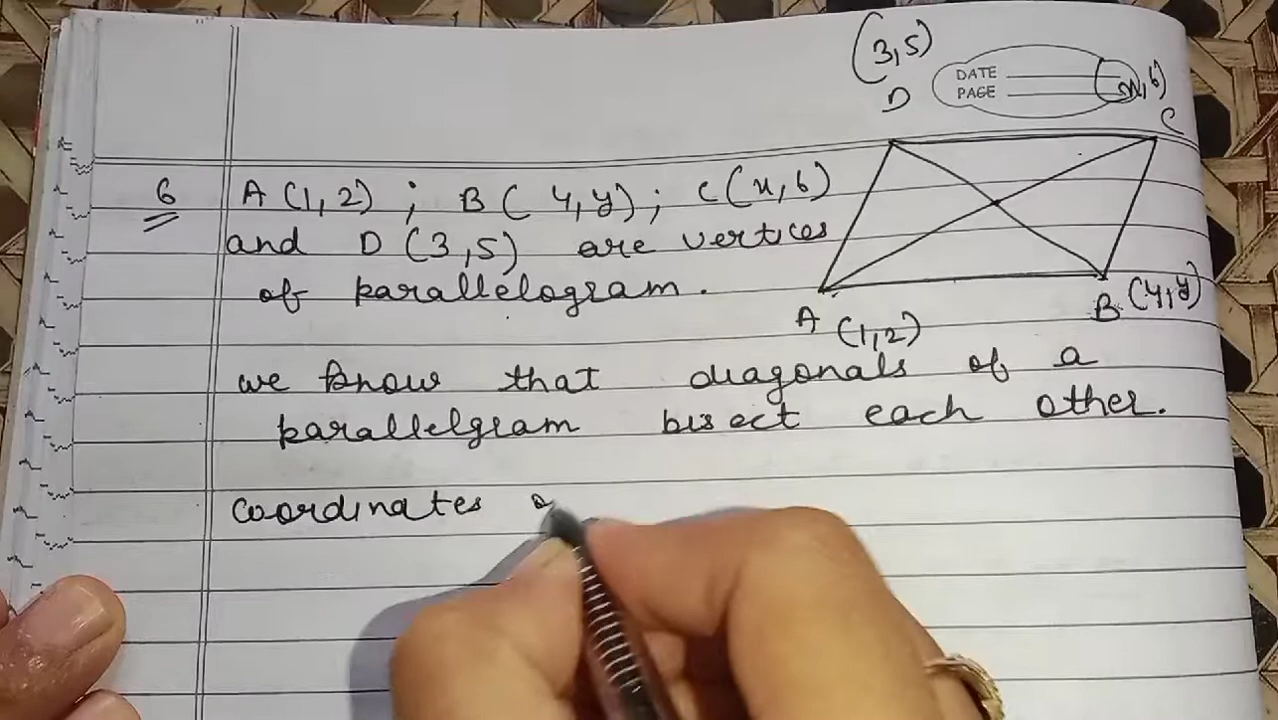 (3,5)
D
DATE
PAGE
(x,6)
C
6 A (1,2) ; B ( 4,y) ; C (x,6)
and D (3,5) are vertices
of parallelogram.
A (1,2)
B (4,y)
we know that diagonals of a
parallelgram bisect each other.
coordinates o